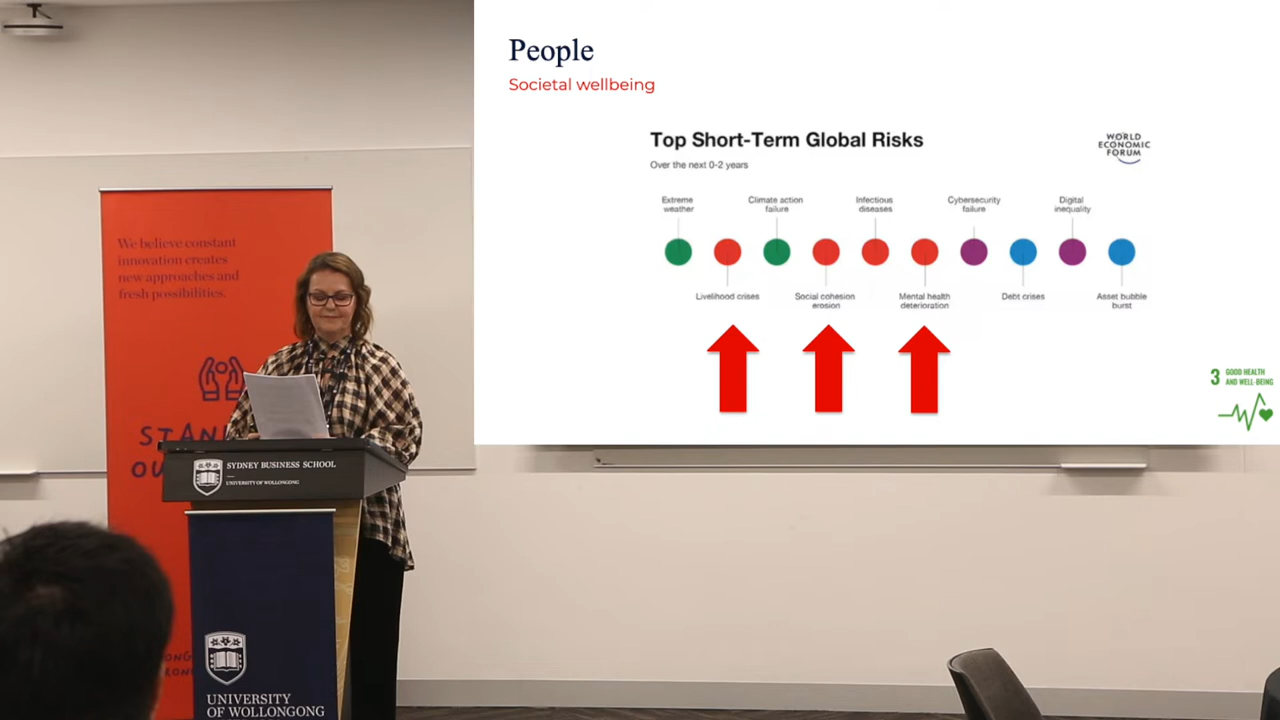 People
Societal wellbeing
Top Short-Term Global Risks
Over the next 0-2 years
WORLD
ECONOMIC
FORUM
Extreme
weather
Climate action
failure
Infectious
diseases
Cybersecurity
failure
Digital
inequality
Livelihood crises
Social cohesion
erosion
Mental health
deterioration
Debt crises
Asset bubble
burst
3 GOOD HEALTH
AND WELL-BEING
We believe constant
innovation creates
new approaches and
fresh possibilities.
SYDNEY BUSINESS SCHOOL
UNIVERSITY OF WOLLONGONG
UNIVERSITY
OF WOLLONGONG